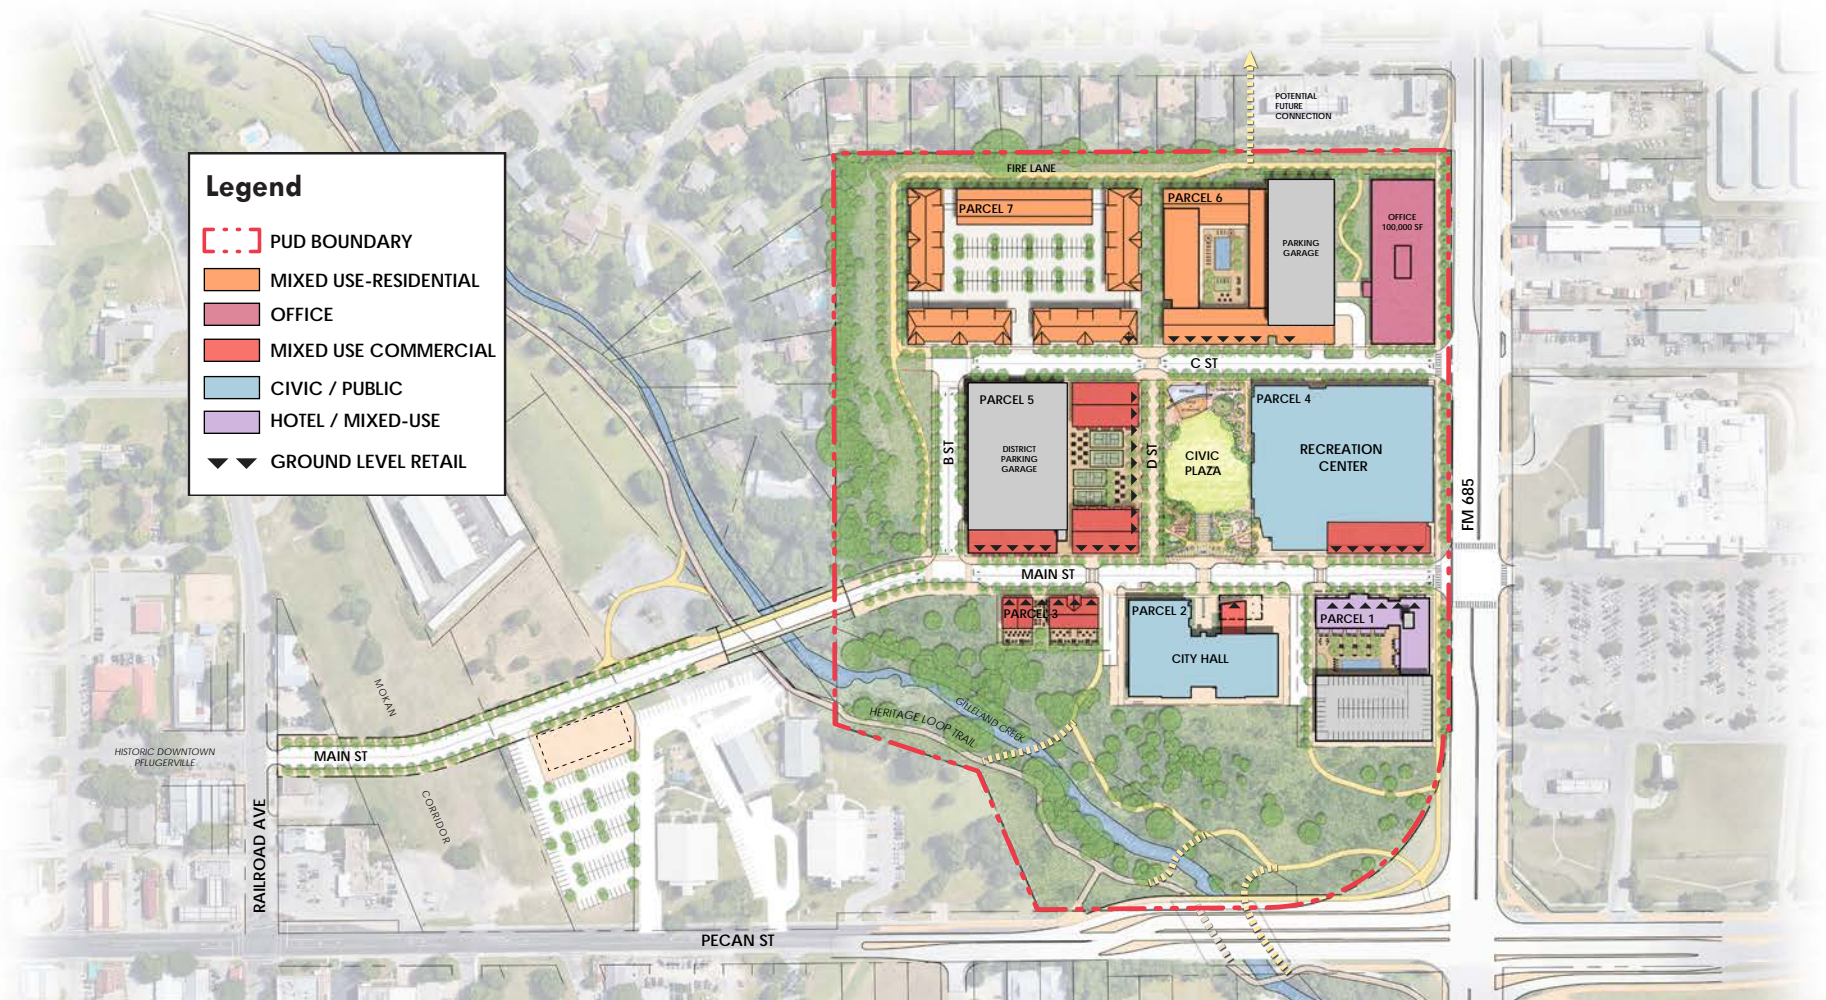 POTENTIAL
FUTURE
CONNECTION
Legend
PUD BOUNDARY
MIXED USE-RESIDENTIAL
OFFICE
MIXED USE COMMERCIAL
CIVIC / PUBLIC
HOTEL / MIXED-USE
GROUND LEVEL RETAIL
FIRE LANE
PARCEL 7
PARCEL 6
PARKING
GARAGE
OFFICE
100,000 SF
C ST
PARCEL 5
DISTRICT
PARKING
GARAGE
B ST
D ST
CIVIC
PLAZA
PARCEL 4
RECREATION
CENTER
FM 685
MAIN ST
PARCEL 3
PARCEL 2
CITY HALL
PARCEL 1
GILLELAND CREEK
HERITAGE LOOP TRAIL
MOKAN
CORRIDOR
HISTORIC DOWNTOWN
PFLUGERVILLE
MAIN ST
RAILROAD AVE
PECAN ST